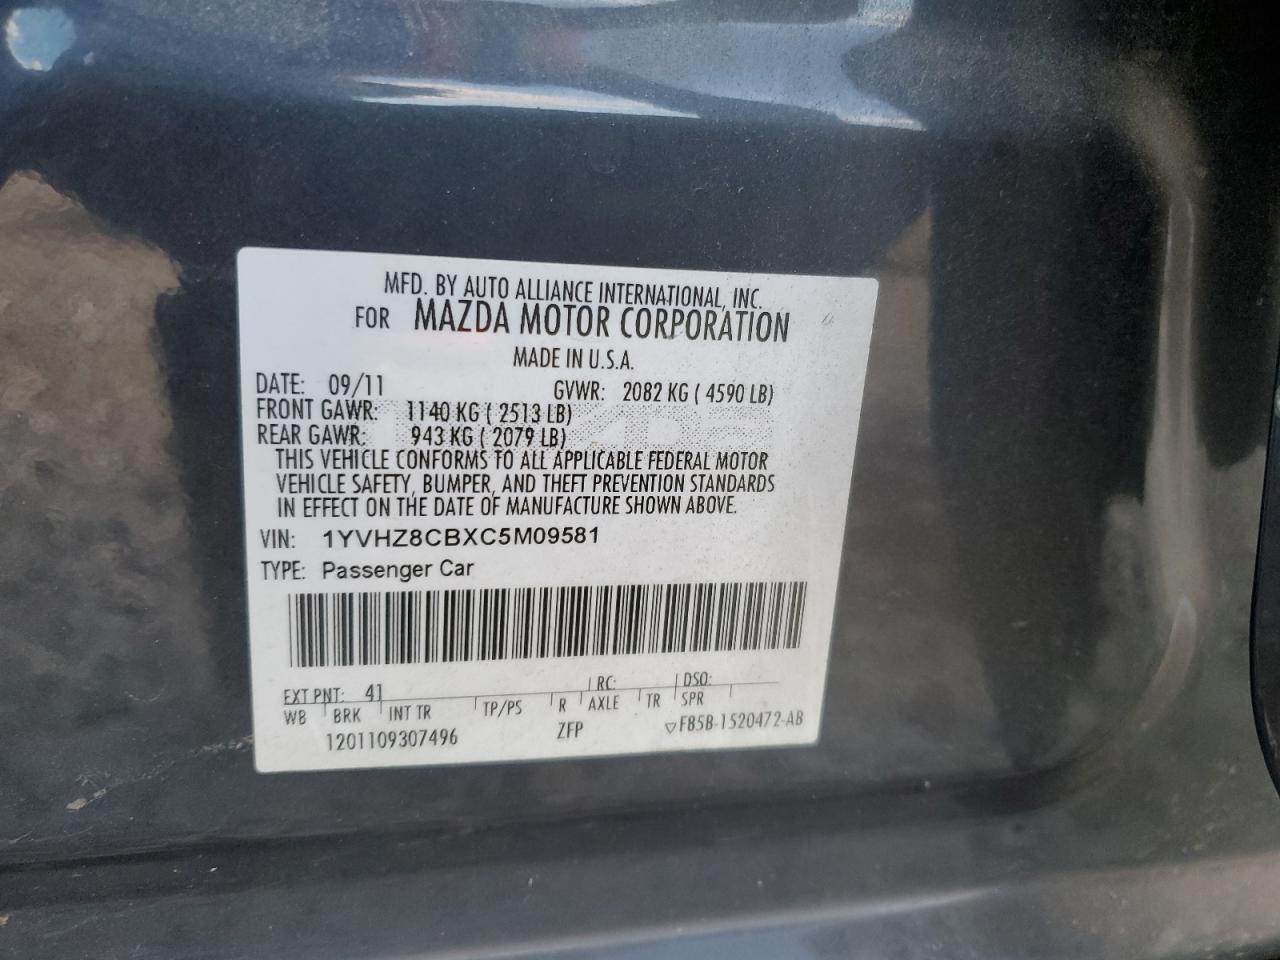 MFD. BY AUTO ALLIANCE INTERNATIONAL, INC.
FOR MAZDA MOTOR CORPORATION
MADE IN U.S.A.
DATE: 09/11 GVWR: 2082 KG ( 4590 LB)
FRONT GAWR: 1140 KG ( 2513 LB)
REAR GAWR: 943 KG ( 2079 LB)
THIS VEHICLE CONFORMS TO ALL APPLICABLE FEDERAL MOTOR
VEHICLE SAFETY, BUMPER, AND THEFT PREVENTION STANDARDS
IN EFFECT ON THE DATE OF MANUFACTURE SHOWN ABOVE.
VIN: 1YVHZ8CBXC5M09581
TYPE: Passenger Car
EXT PNT: 41 RC: DSO:
WB BRK INT TR TP/PS R AXLE TR SPR
1201109307496 ZFP ▽F85B-1520472-AB